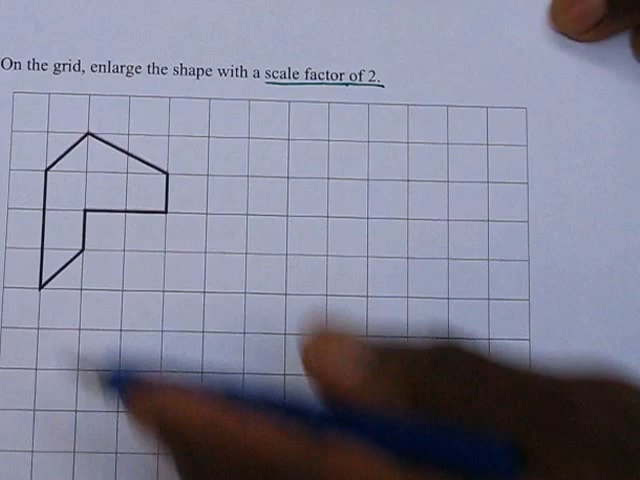 On the grid, enlarge the shape with a scale factor of 2.